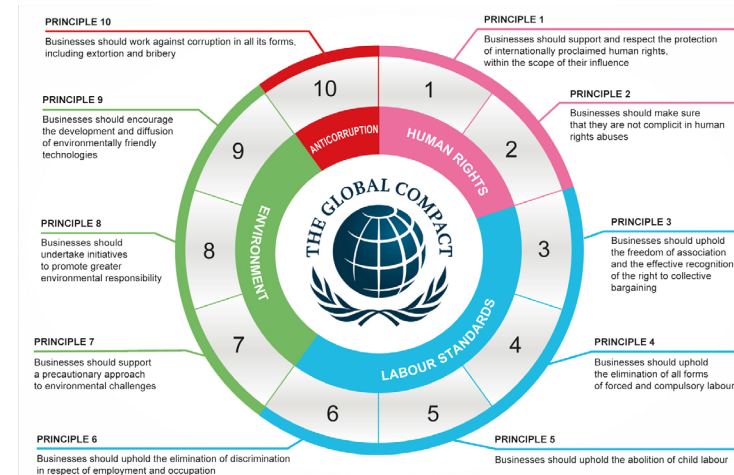 PRINCIPLE 10
Businesses should work against corruption in all its forms,
including extortion and bribery
PRINCIPLE 1
Businesses should support and respect the protection
of internationally proclaimed human rights,
within the scope of their influence
PRINCIPLE 9
Businesses should encourage
the development and diffusion
of environmentally friendly
technologies
PRINCIPLE 2
Businesses should make sure
that they are not complicit in human
rights abuses
PRINCIPLE 8
Businesses should
undertake initiatives
to promote greater
environmental responsibility
PRINCIPLE 3
Businesses should uphold
the freedom of association
and the effective recognition
of the right to collective
bargaining
PRINCIPLE 7
Businesses should support
a precautionary approach
to environmental challenges
PRINCIPLE 4
Businesses should uphold
the elimination of all forms
of forced and compulsory labour
PRINCIPLE 6
Businesses should uphold the elimination of discrimination
in respect of employment and occupation
PRINCIPLE 5
Businesses should uphold the abolition of child labour
10
1
2
3
4
5
6
7
8
9
ANTICORRUPTION
HUMAN RIGHTS
LABOUR STANDARDS
ENVIRONMENT
THE GLOBAL COMPACT